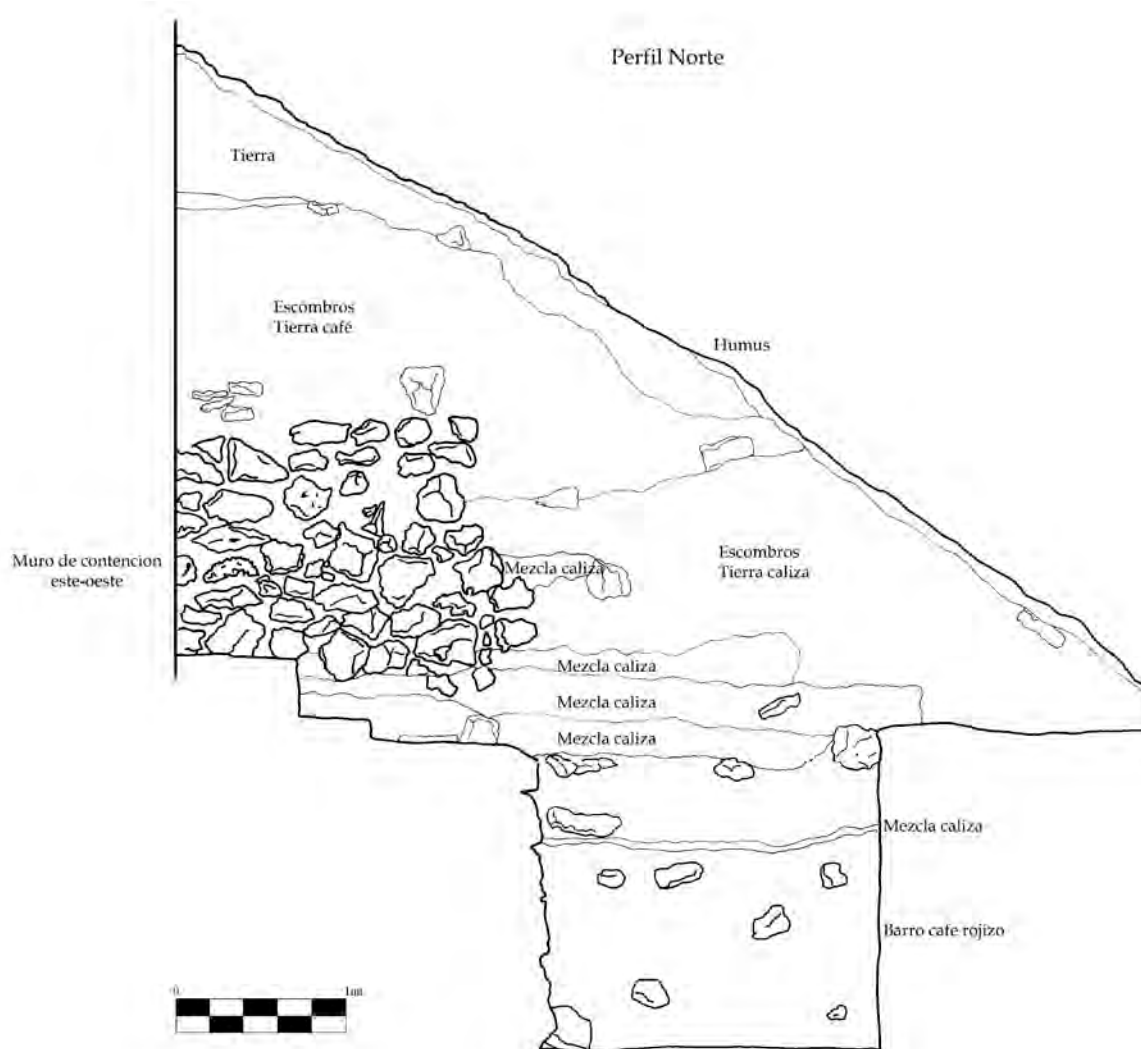 Perfil Norte
Tierra
Escombros
Tierra café
Humus
Muro de contencion
este-oeste
Mezcla caliza
Escombros
Tierra caliza
Mezcla caliza
Mezcla caliza
Mezcla caliza
Mezcla caliza
Barro cafe rojizo
0 1m